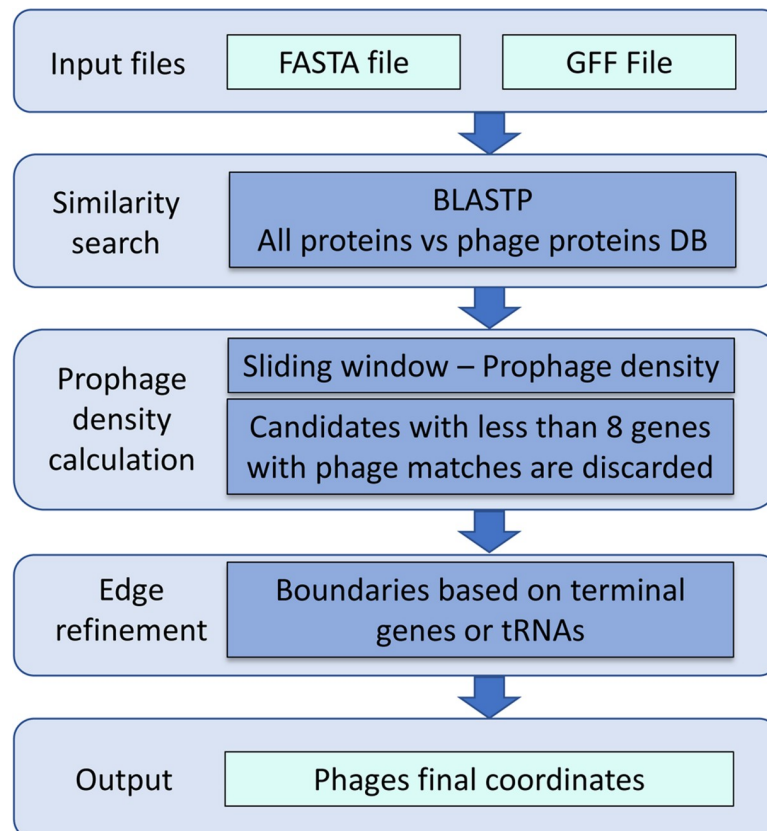 Input files
FASTA file
GFF File
Similarity
search
BLASTP
All proteins vs phage proteins DB
Prophage
density
calculation
Sliding window – Prophage density
Candidates with less than 8 genes
with phage matches are discarded
Edge
refinement
Boundaries based on terminal
genes or tRNAs
Output
Phages final coordinates